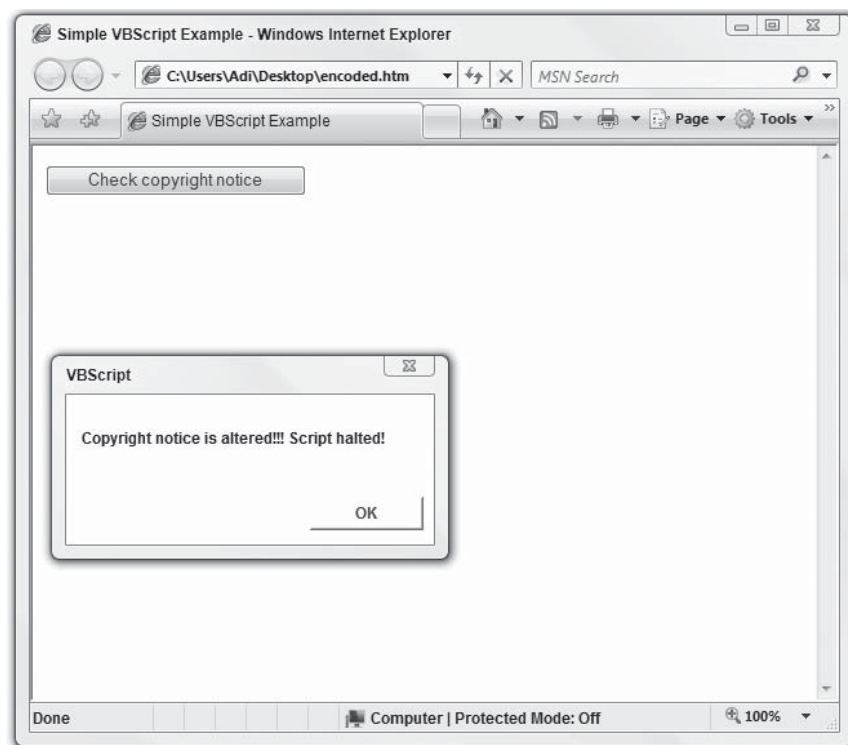 Simple VBScript Example - Windows Internet Explorer
C:\Users\Adi\Desktop\encoded.htm
MSN Search
Simple VBScript Example
Page
Tools
Check copyright notice
VBScript
Copyright notice is altered!!! Script halted!
OK
Done
Computer | Protected Mode: Off
100%